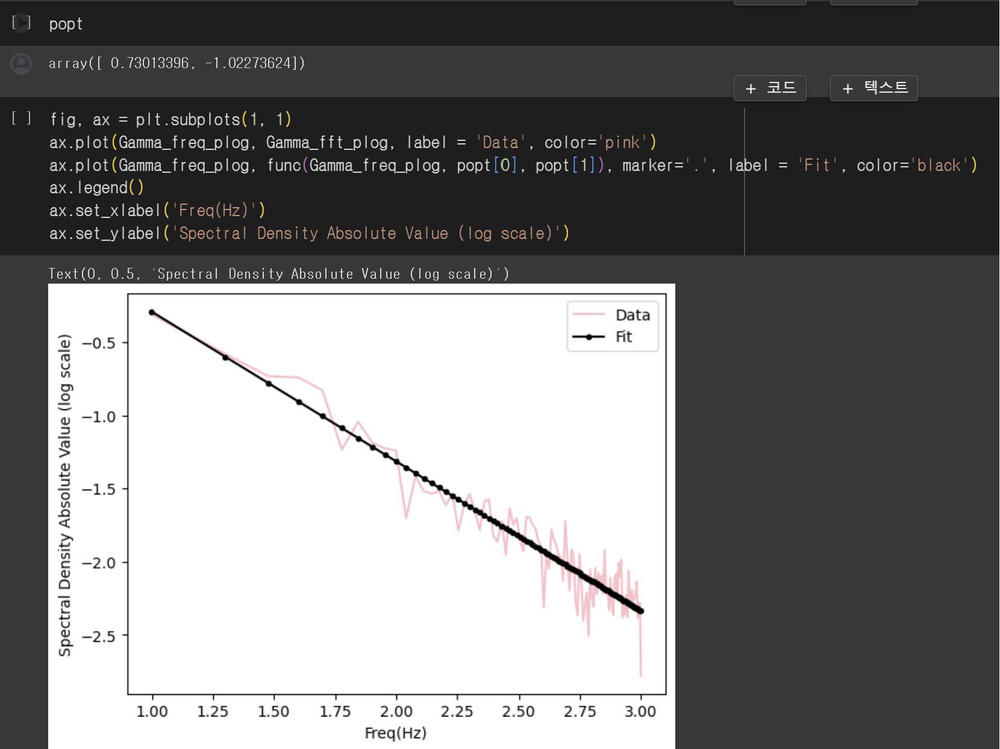 [ ] popt
array([ 0.73013396, -1.02273624])
+ 코드 + 텍스트
[ ] fig, ax = plt.subplots(1, 1)
ax.plot(Gamma_freq_plog, Gamma_fft_plog, label = 'Data', color='pink')
ax.plot(Gamma_freq_plog, func(Gamma_freq_plog, popt[0], popt[1]), marker='.', label = 'Fit', color='black')
ax.legend()
ax.set_xlabel('Freq(Hz)')
ax.set_ylabel('Spectral Density Absolute Value (log scale)')
Text(0, 0.5, 'Spectral Density Absolute Value (log scale)')
Data
Fit
Spectral Density Absolute Value (log scale)
−0.5
−1.0
−1.5
−2.0
−2.5
1.00 1.25 1.50 1.75 2.00 2.25 2.50 2.75 3.00
Freq(Hz)